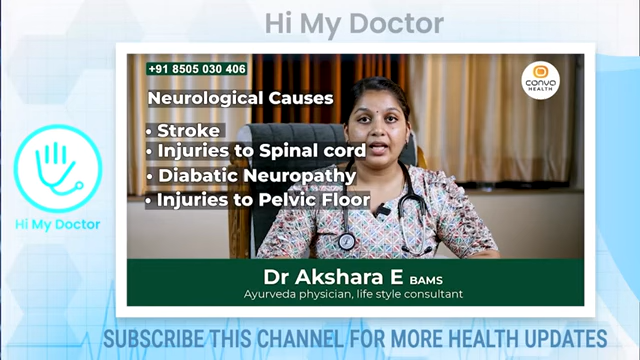 Hi My Doctor
+91 8505 030 406
conva
HEALTH
Neurological Causes
• Stroke
• Injuries to Spinal cord
• Diabatic Neuropathy
• Injuries to Pelvic Floor
Hi My Doctor
Dr Akshara E BAMS
Ayurveda physician, life style consultant
SUBSCRIBE THIS CHANNEL FOR MORE HEALTH UPDATES